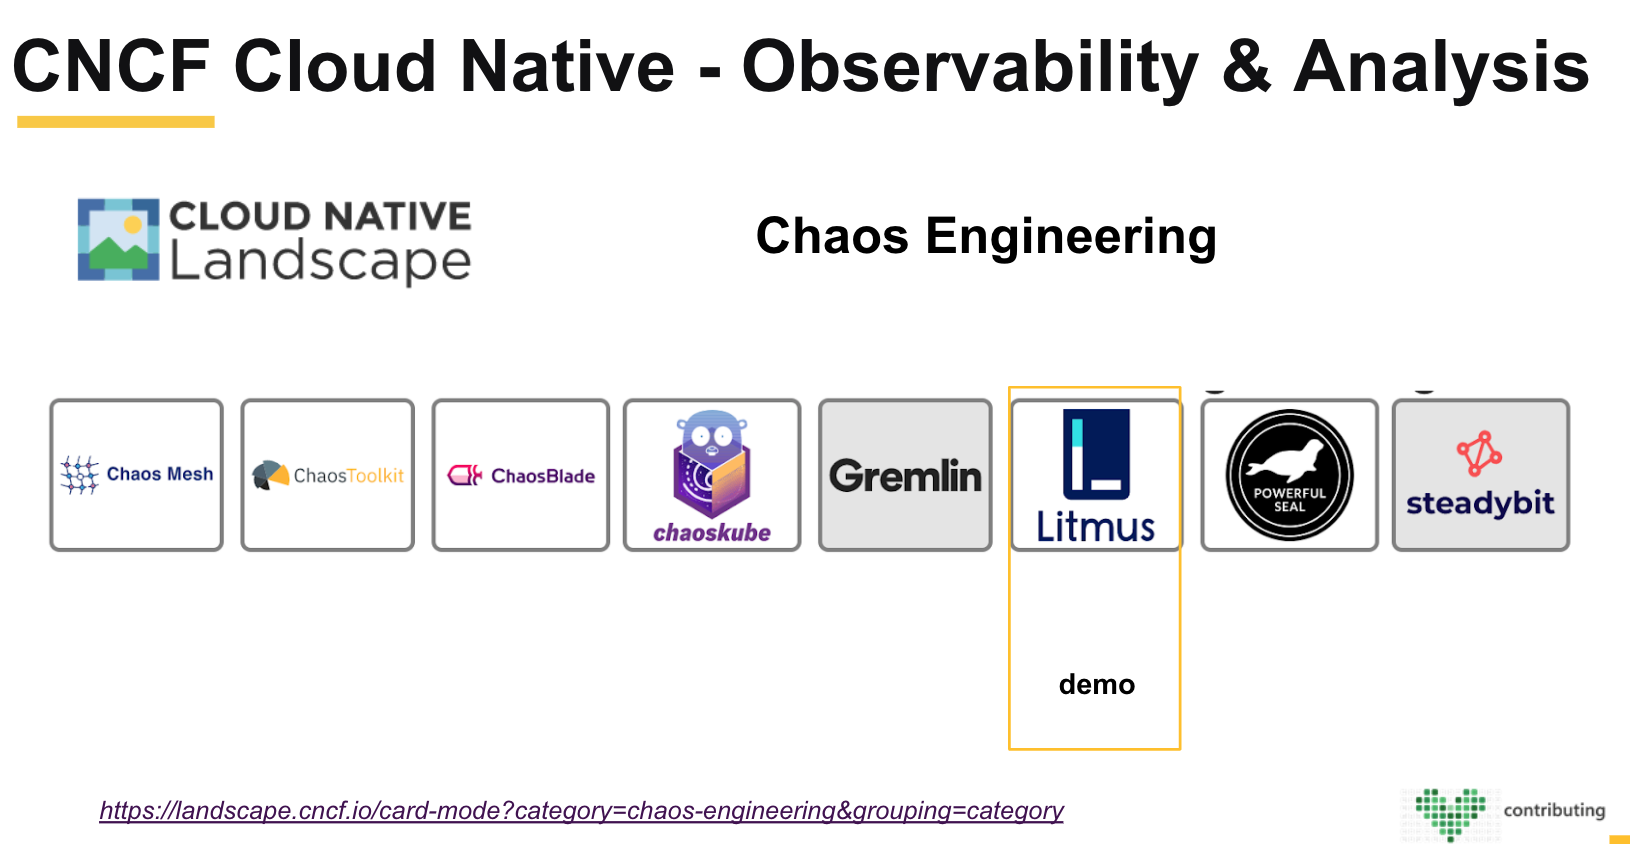 CNCF Cloud Native - Observability & Analysis
CLOUD NATIVE
Landscape
Chaos Engineering
Chaos Mesh
ChaosToolkit
ChaosBlade
chaoskube
Gremlin
Litmus
POWERFUL
SEAL
steadybit
demo
https://landscape.cncf.io/card-mode?category=chaos-engineering&grouping=category
contributing